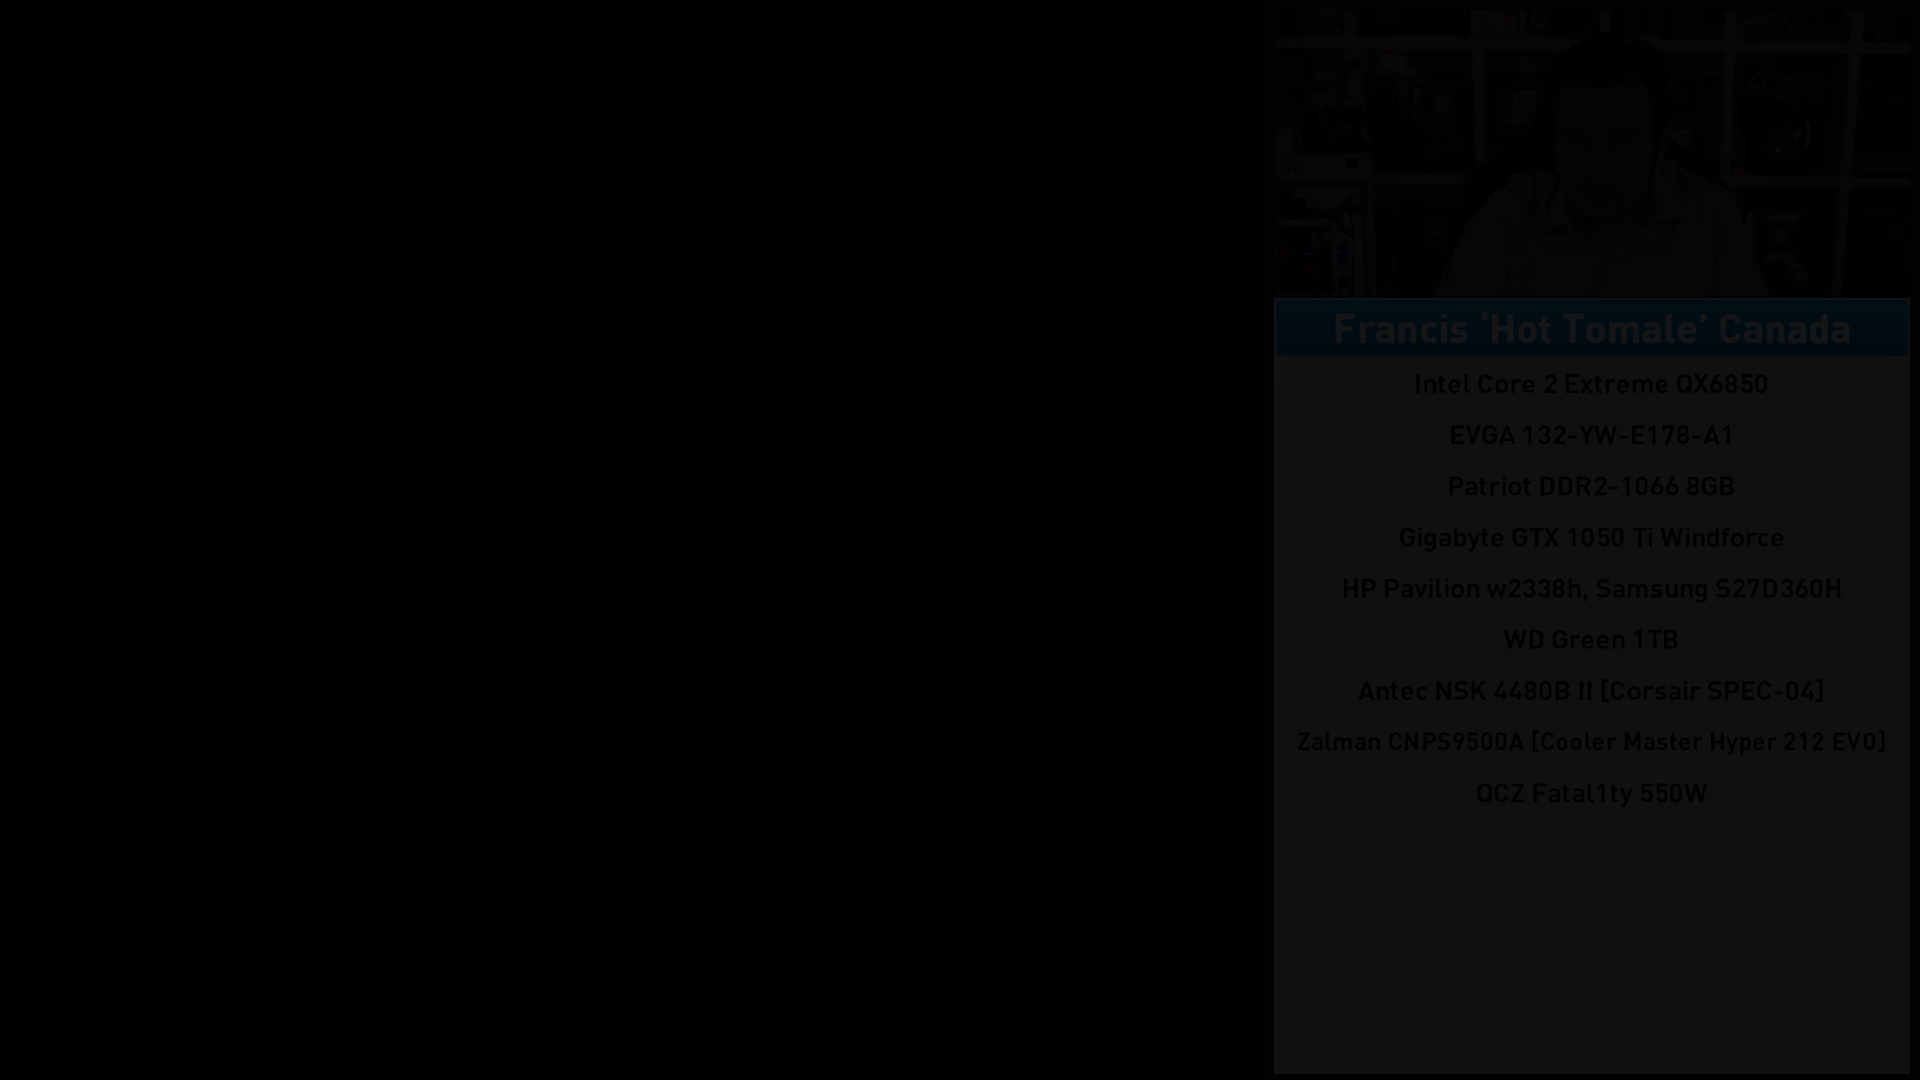 Francis ‘Hot Tomale’ Canada
Intel Core 2 Extreme QX6850
EVGA 132-YW-E178-A1
Patriot DDR2-1066 8GB
Gigabyte GTX 1050 Ti Windforce
HP Pavilion w2338h, Samsung S27D360H
WD Green 1TB
Antec NSK 4480B II [Corsair SPEC-04]
Zalman CNPS9500A [Cooler Master Hyper 212 EVO]
OCZ Fatal1ty 550W